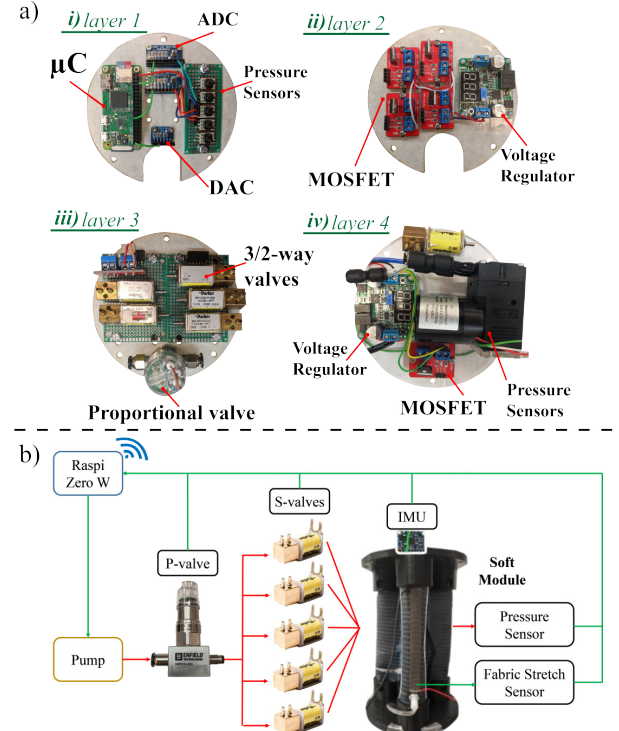 a)
i) layer 1
ADC
μC
Pressure
Sensors
DAC
ii) layer 2
MOSFET
Voltage
Regulator
iii) layer 3
3/2-way
valves
Parker
Parker
Proportional valve
iv) layer 4
Voltage
Regulator
MOSFET
Pressure
Sensors
b)
Raspi
Zero W
S-valves
IMU
P-valve
Soft
Module
Pressure
Sensor
Pump
ENFIELD
Fabric Stretch
Sensor